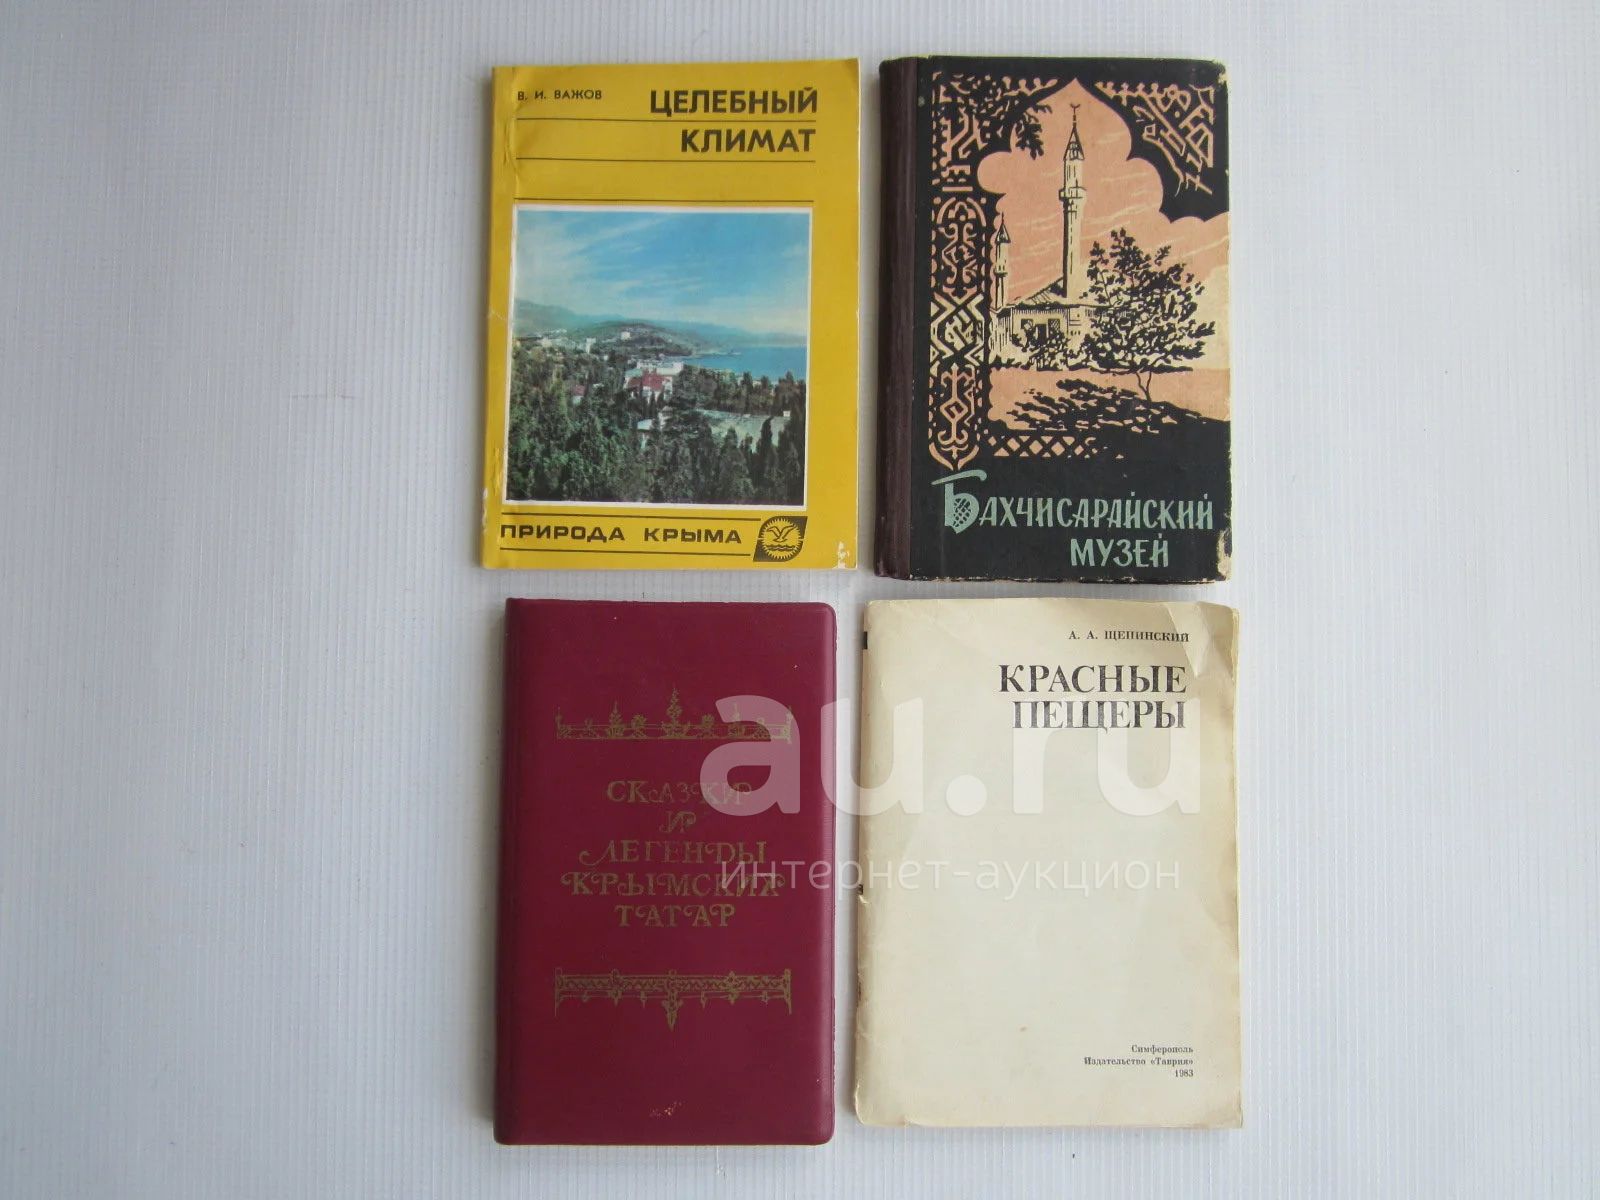 В. И. ВАЖОВ
ЦЕЛЕБНЫЙ
КЛИМАТ
ПРИРОДА КРЫМА
БАХЧИСАРАЙСКИЙ
МУЗЕЙ
СКАЗКИ
И
ЛЕГЕНДЫ
КРЫМСКИХ
ТАТАР
А. А. ЩЕПИНСКИЙ
КРАСНЫЕ
ПЕЩЕРЫ
Симферополь
Издательство «Таврия»
1983
au.ru
интернет-аукцион